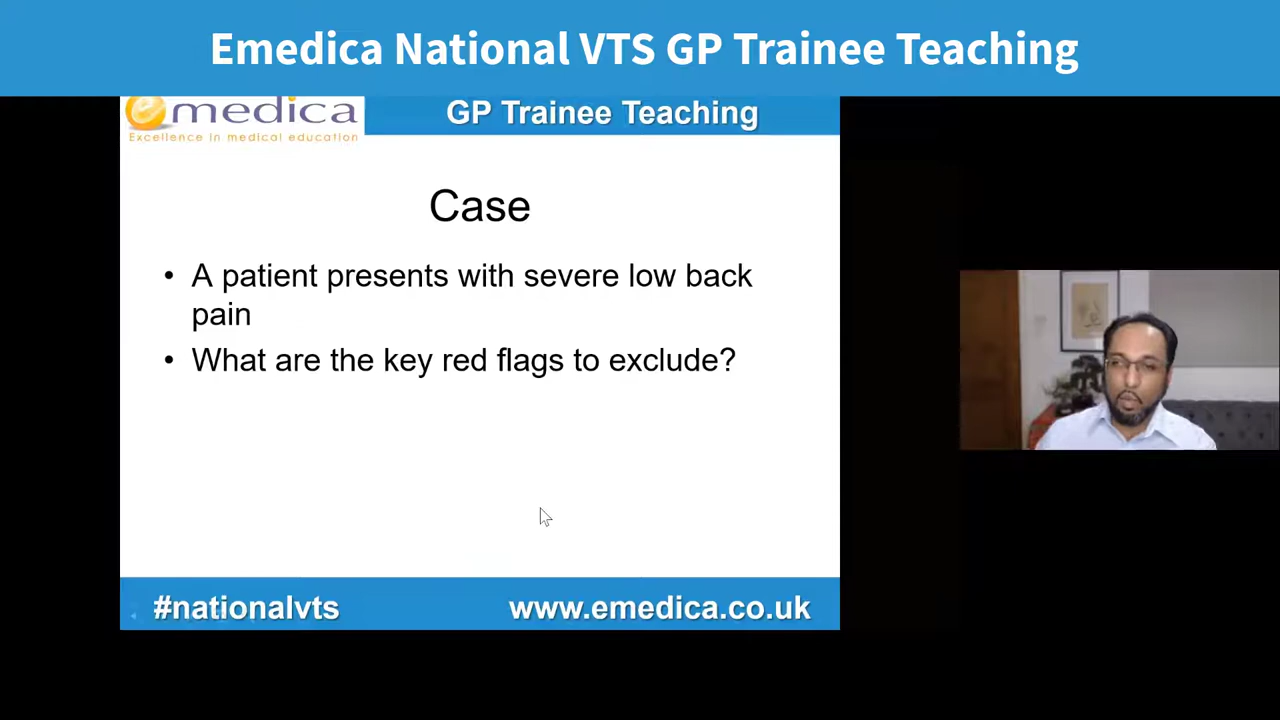 Emedica National VTS GP Trainee Teaching
emedica
Excellence in medical education
GP Trainee Teaching
Case
• A patient presents with severe low back
pain
• What are the key red flags to exclude?
#nationalvts
www.emedica.co.uk